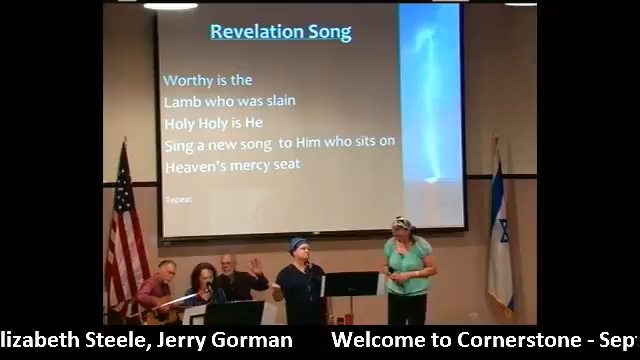 Revelation Song
Worthy is the
Lamb who was slain
Holy Holy is He
Sing a new song to Him who sits on
Heaven's mercy seat
Repeat
lizabeth Steele, Jerry Gorman Welcome to Cornerstone - Sep